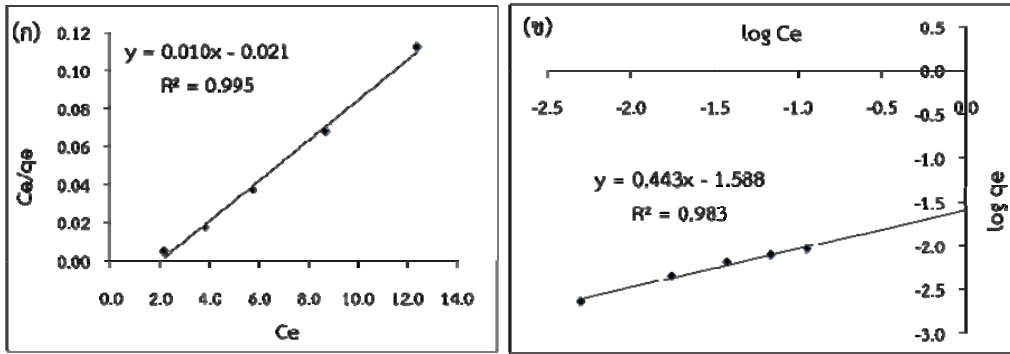 (ก)
0.12
0.10
0.08
0.06
0.04
0.02
0.00
Ce/qe
y = 0.010x - 0.021
R² = 0.995
0.0 2.0 4.0 6.0 8.0 10.0 12.0 14.0
Ce
(ข)
log Ce
0.5
0.0
-0.5
-1.0
-1.5
-2.0
-2.5
-3.0
-2.5 -2.0 -1.5 -1.0 -0.5 0.0
y = 0.443x - 1.588
R² = 0.983
log qe